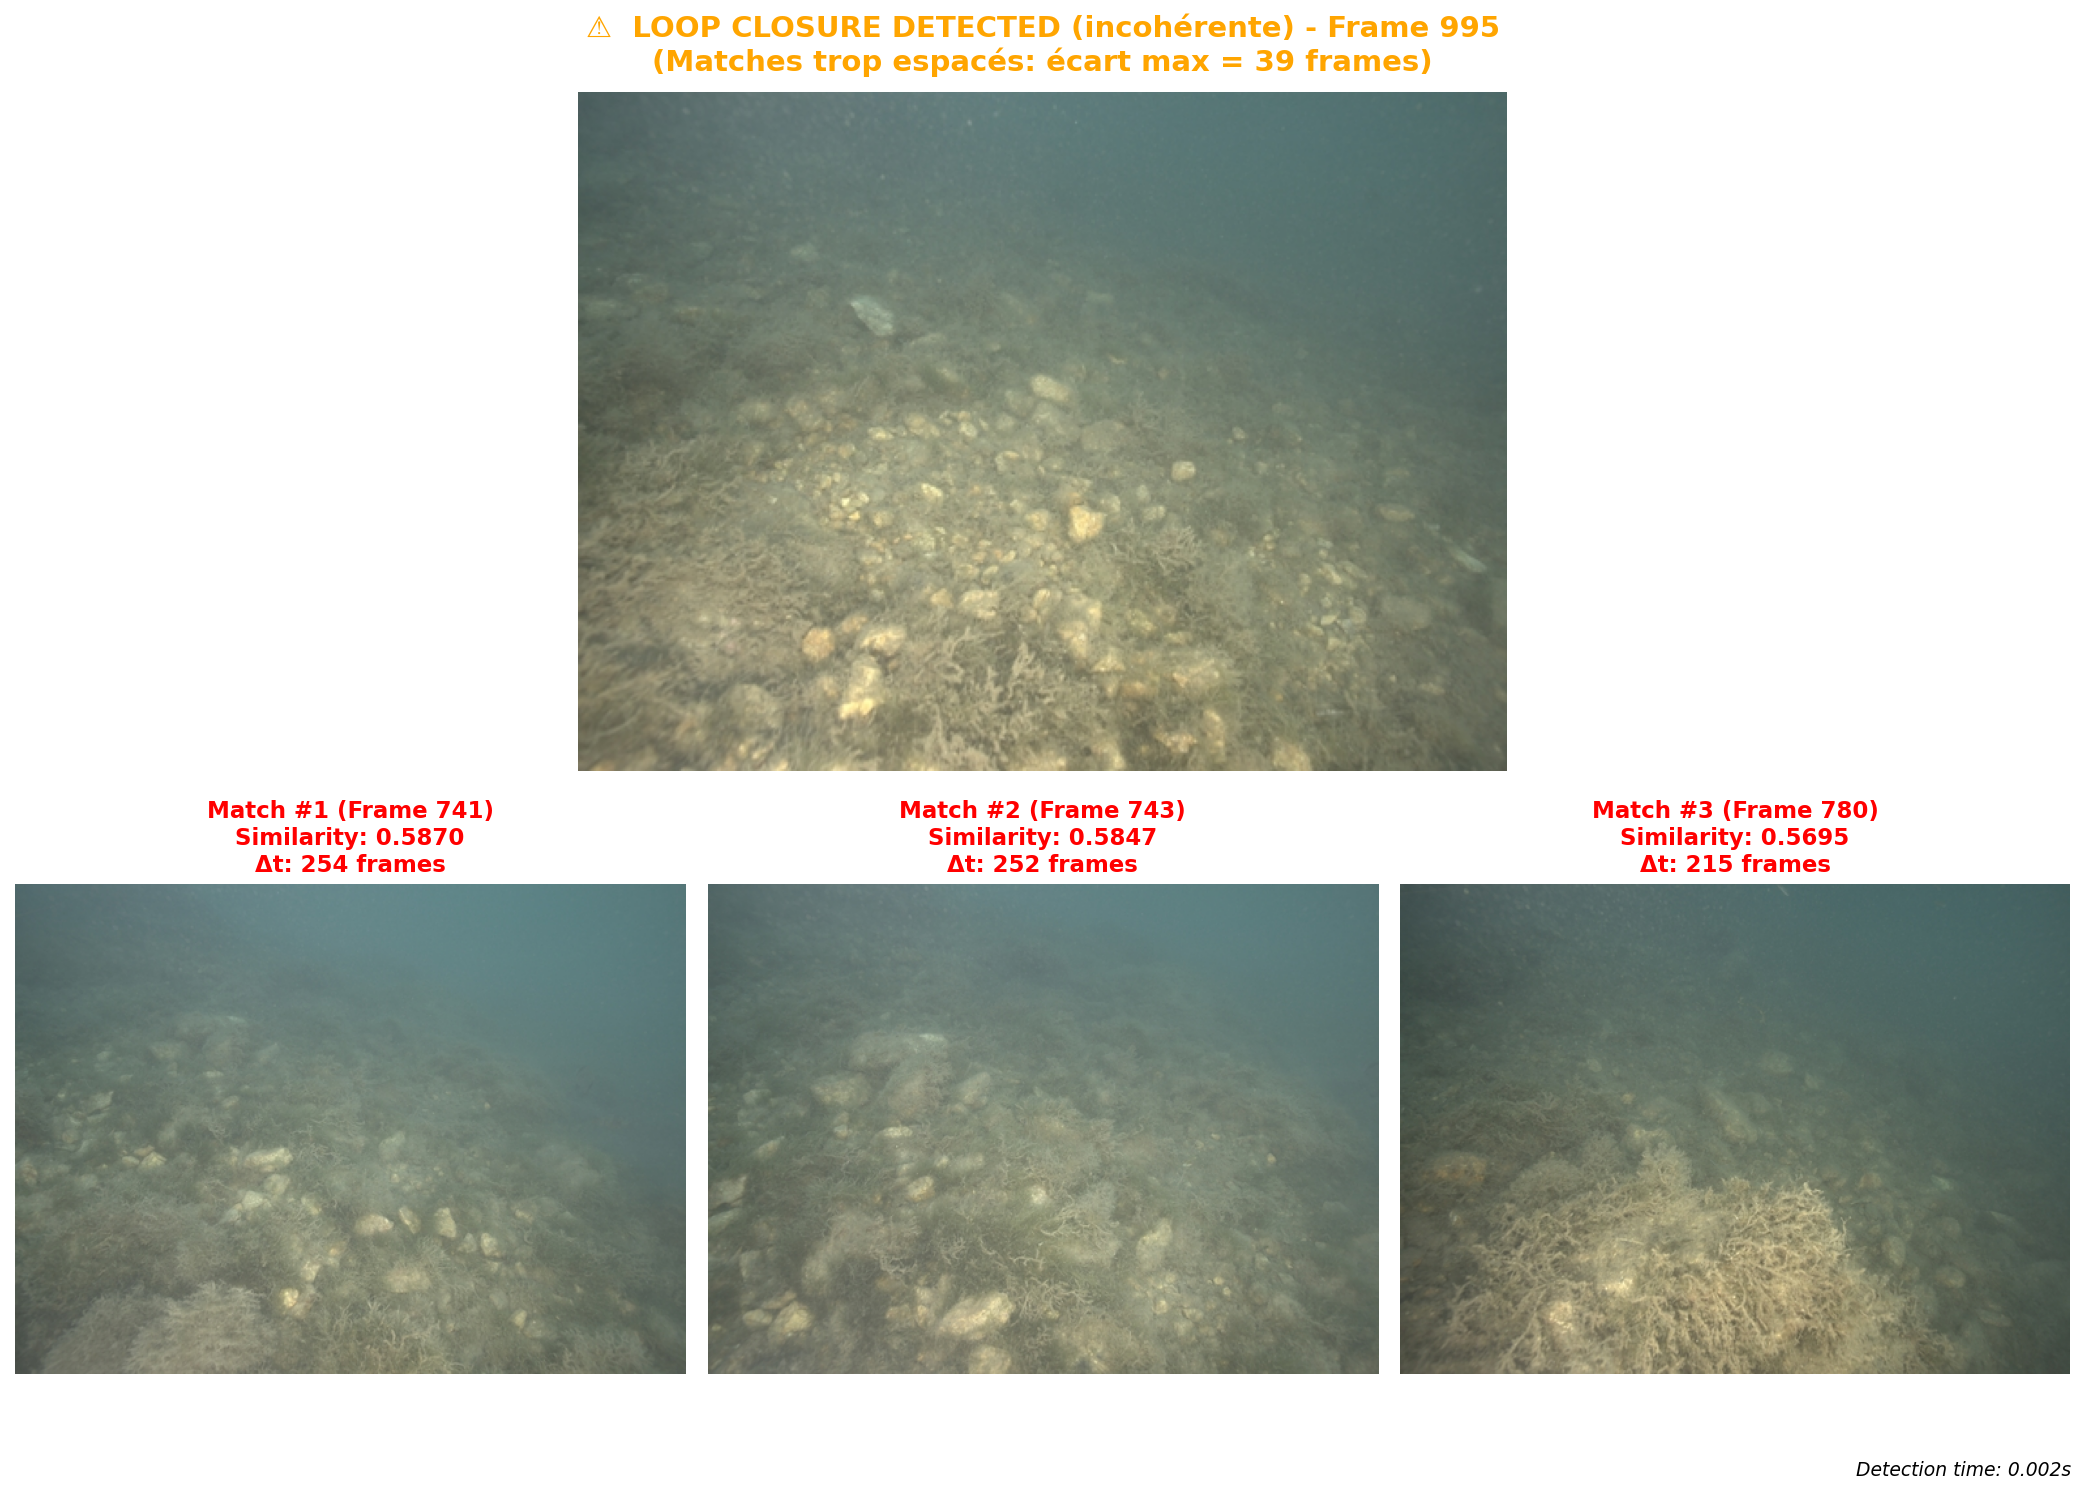 ⚠ LOOP CLOSURE DETECTED (incohérente) - Frame 995
(Matches trop espacés: écart max = 39 frames)
Match #1 (Frame 741)
Similarity: 0.5870
Δt: 254 frames
Match #2 (Frame 743)
Similarity: 0.5847
Δt: 252 frames
Match #3 (Frame 780)
Similarity: 0.5695
Δt: 215 frames
Detection time: 0.002s